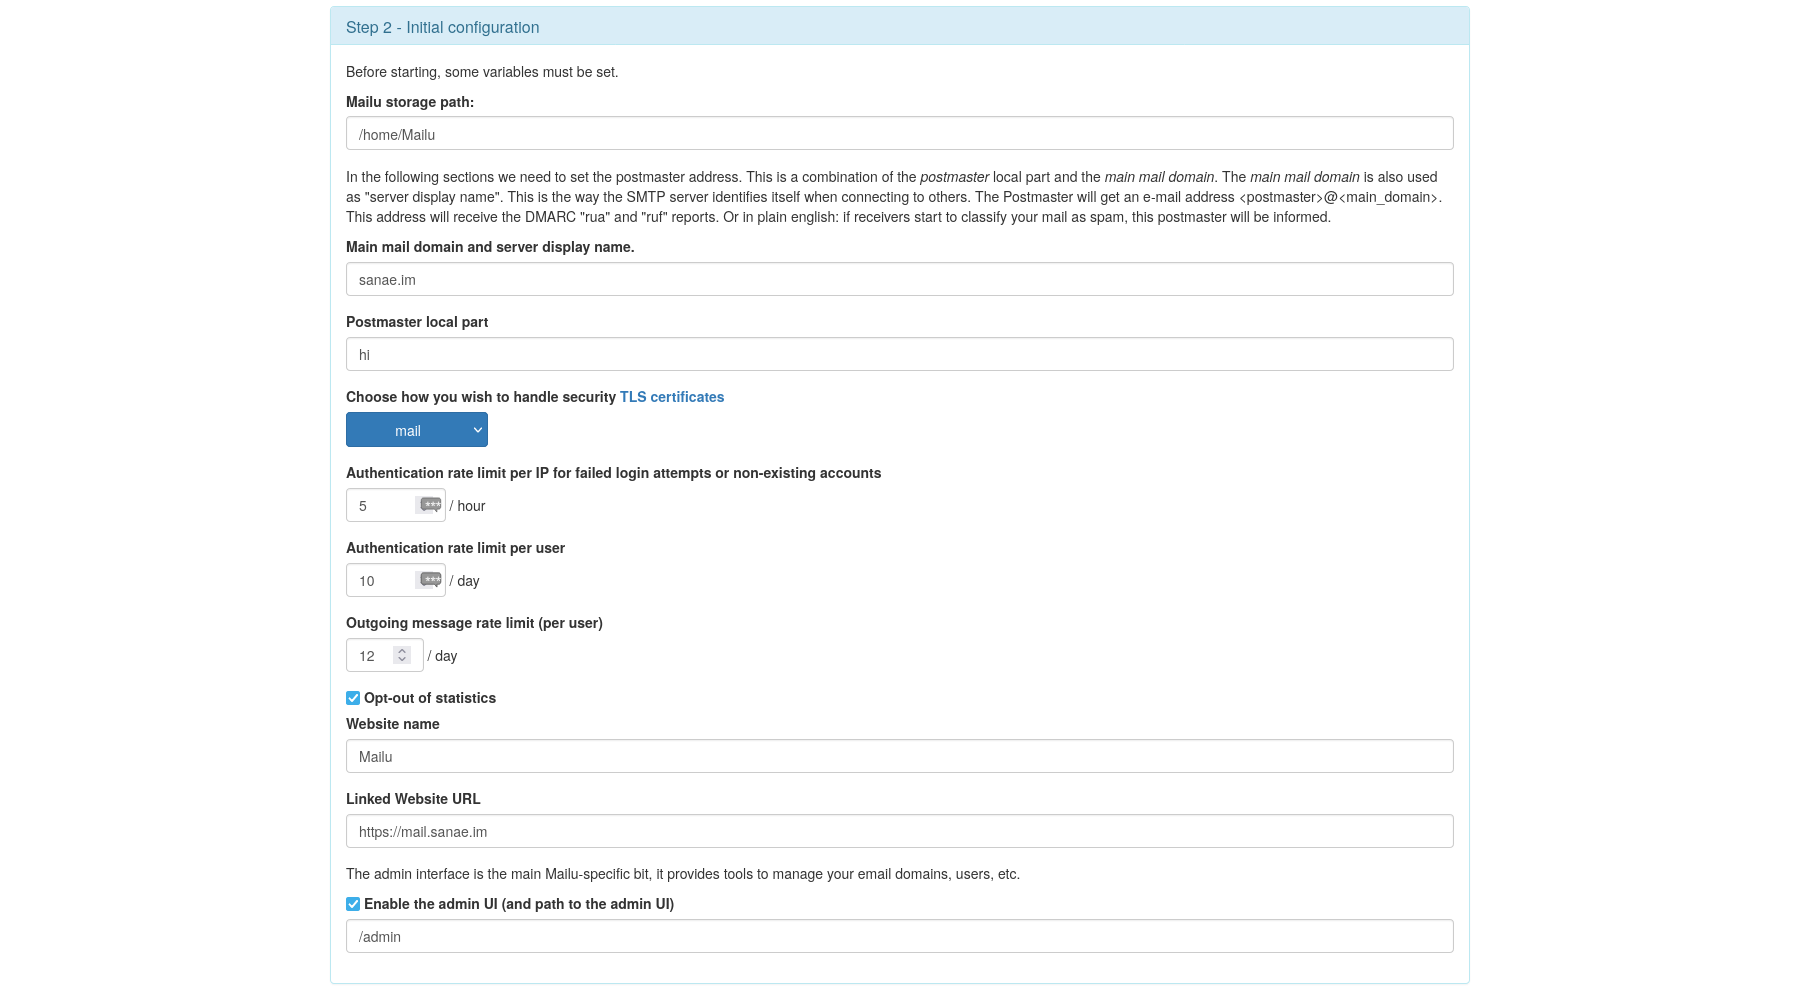 Step 2 - Initial configuration
Before starting, some variables must be set.
Mailu storage path:
/home/Mailu
In the following sections we need to set the postmaster address. This is a combination of the postmaster local part and the main mail domain. The main mail domain is also used
as "server display name". This is the way the SMTP server identifies itself when connecting to others. The Postmaster will get an e-mail address <postmaster>@<main_domain>.
This address will receive the DMARC "rua" and "ruf" reports. Or in plain english: if receivers start to classify your mail as spam, this postmaster will be informed.
Main mail domain and server display name.
sanae.im
Postmaster local part
hi
Choose how you wish to handle security TLS certificates
mail
Authentication rate limit per IP for failed login attempts or non-existing accounts
5 / hour
Authentication rate limit per user
10 / day
Outgoing message rate limit (per user)
12 / day
Opt-out of statistics
Website name
Mailu
Linked Website URL
https://mail.sanae.im
The admin interface is the main Mailu-specific bit, it provides tools to manage your email domains, users, etc.
Enable the admin UI (and path to the admin UI)
/admin